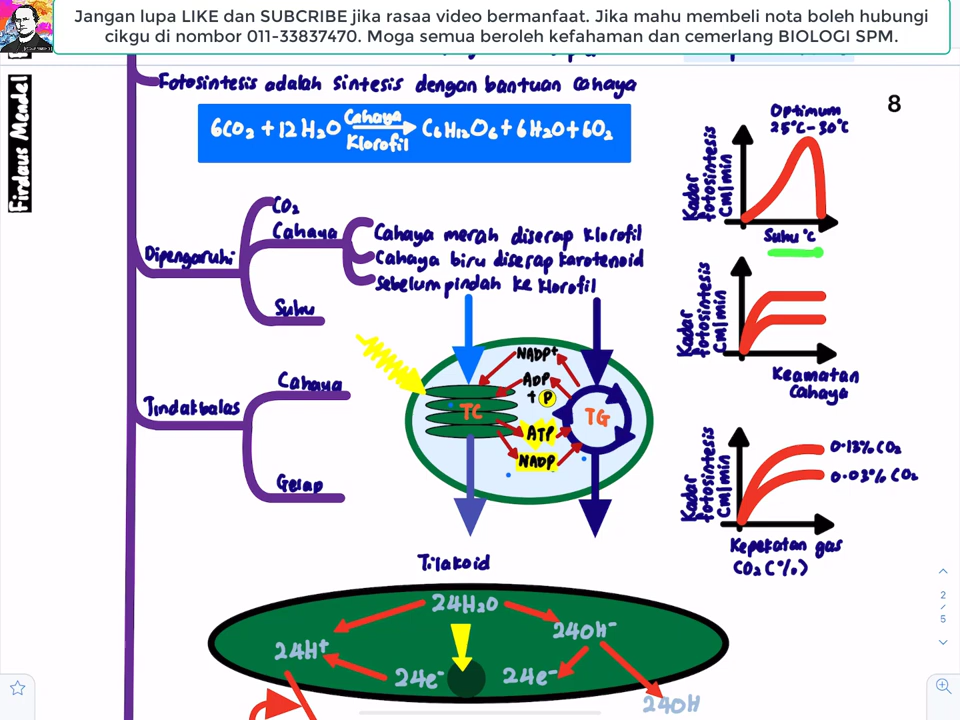 Jangan lupa LIKE dan SUBCRIBE jika rasaa video bermanfaat. Jika mahu membeli nota boleh hubungi
cikgu di nombor 011-33837470. Moga semua beroleh kefahaman dan cemerlang BIOLOGI SPM.
Firdaus Mendel
Fotosintesis adalah sintesis dengan bantuan cahaya
8
6CO₂ + 12H₂O Cahaya Klorofil C₆H₁₂O₆ + 6H₂O + 6O₂
Optimum
25°C - 30°C
Kadar fotosintesis CM/min
Suhu °C
Dipengaruhi
CO₂
Cahaya
Suhu
Cahaya merah diserap klorofil
Cahaya biru diserap karotenoid
sebelum pindah ke klorofil
Kadar fotosintesis CM/min
Keamatan
Cahaya
Tindakbalas
Cahaya
Gelap
NADP⁺
ADP
+ P
TC
TG
ATP
NADP
Kadar fotosintesis CM/min
0.13% CO₂
0.03% CO₂
Kepekatan gas
CO₂ (%)
2
/
5
Tilakoid
24H₂O
24H⁺
24OH⁻
24e⁻
24e⁻
24OH